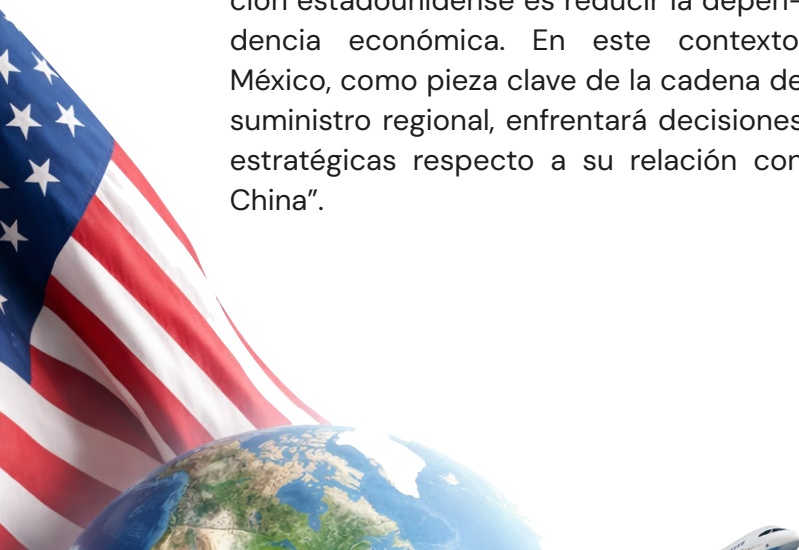 ción estadounidense es reducir la depen-
dencia económica. En este contexto
México, como pieza clave de la cadena de
suministro regional, enfrentará decisiones
estratégicas respecto a su relación con
China”.